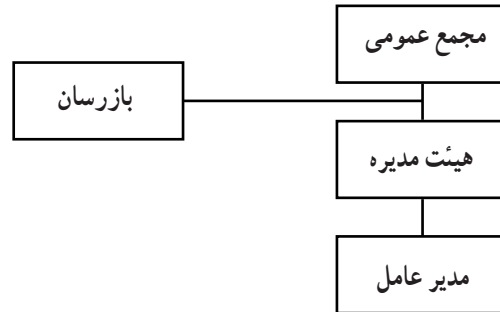 مجمع عمومی
بازرسان
هیئت مدیره
مدیر عامل